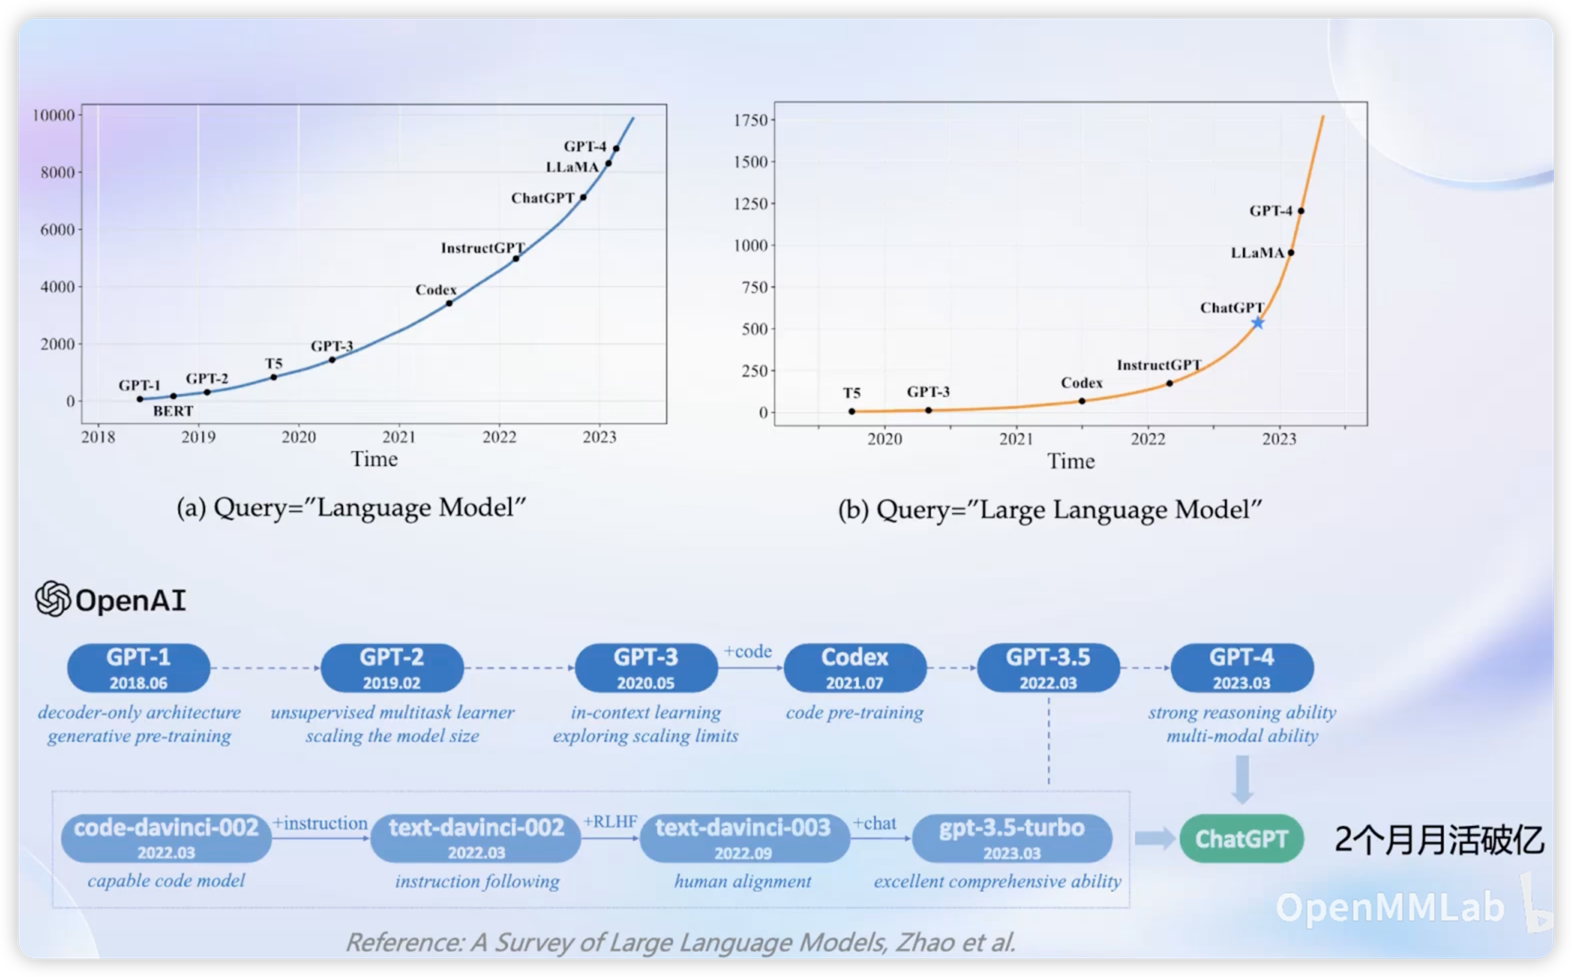 10000
8000
6000
4000
2000
0
GPT-4
LLaMA
ChatGPT
InstructGPT
Codex
GPT-3
T5
GPT-2
GPT-1
BERT
2018 2019 2020 2021 2022 2023
Time
(a) Query=”Language Model”
1750
1500
1250
1000
750
500
250
0
GPT-4
LLaMA
ChatGPT
InstructGPT
Codex
GPT-3
T5
2020 2021 2022 2023
Time
(b) Query=”Large Language Model”
OpenAI
GPT-1
2018.06
decoder-only architecture
generative pre-training
GPT-2
2019.02
unsupervised multitask learner
scaling the model size
GPT-3
2020.05
in-context learning
exploring scaling limits
+code
Codex
2021.07
code pre-training
GPT-3.5
2022.03
GPT-4
2023.03
strong reasoning ability
multi-modal ability
code-davinci-002
2022.03
capable code model
+instruction
text-davinci-002
2022.03
instruction following
+RLHF
text-davinci-003
2022.09
human alignment
+chat
gpt-3.5-turbo
2023.03
excellent comprehensive ability
ChatGPT
2个月月活破亿
OpenMMLab
Reference: A Survey of Large Language Models, Zhao et al.